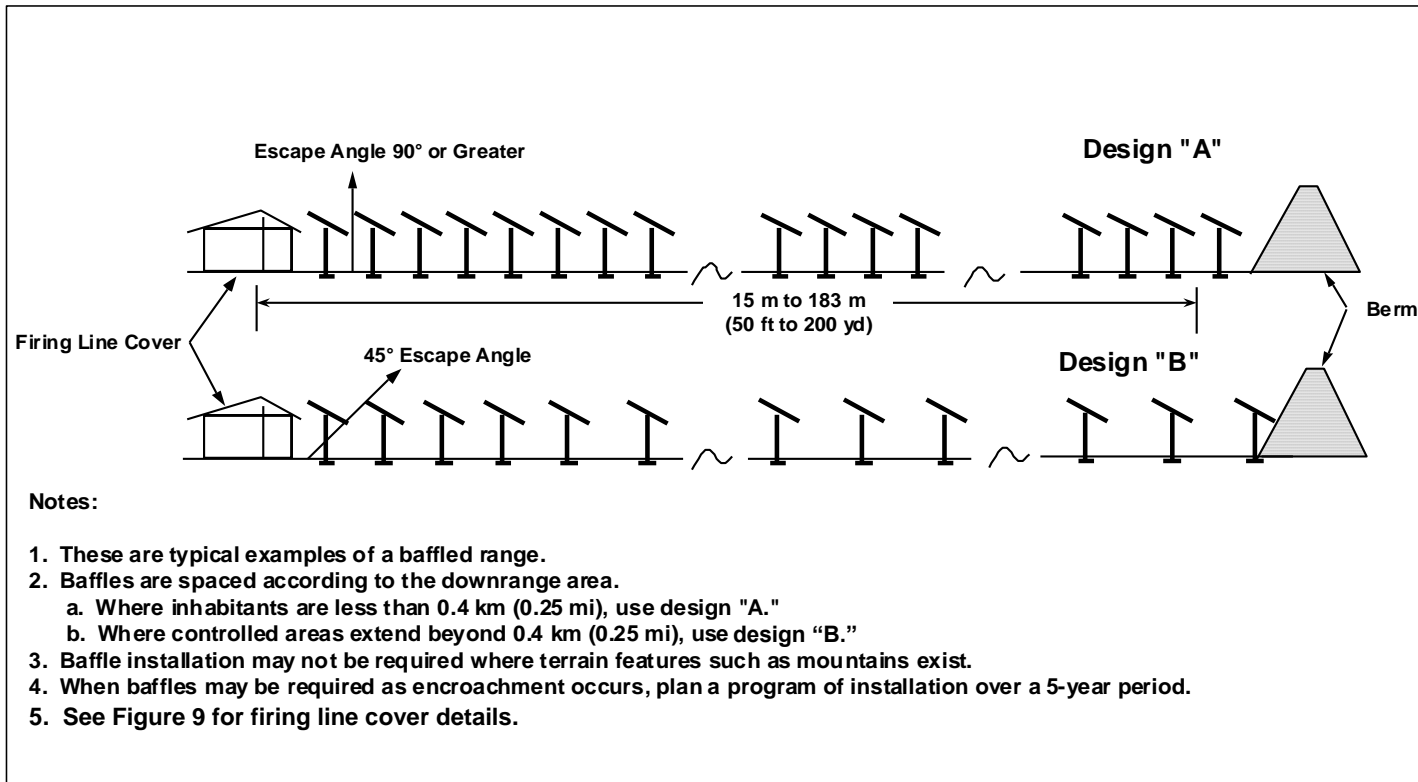 Escape Angle 90° or Greater
Design "A"
15 m to 183 m
(50 ft to 200 yd)
Berm
Firing Line Cover
45° Escape Angle
Design "B"
Notes:
1. These are typical examples of a baffled range.
2. Baffles are spaced according to the downrange area.
a. Where inhabitants are less than 0.4 km (0.25 mi), use design "A."
b. Where controlled areas extend beyond 0.4 km (0.25 mi), use design “B.”
3. Baffle installation may not be required where terrain features such as mountains exist.
4. When baffles may be required as encroachment occurs, plan a program of installation over a 5-year period.
5. See Figure 9 for firing line cover details.